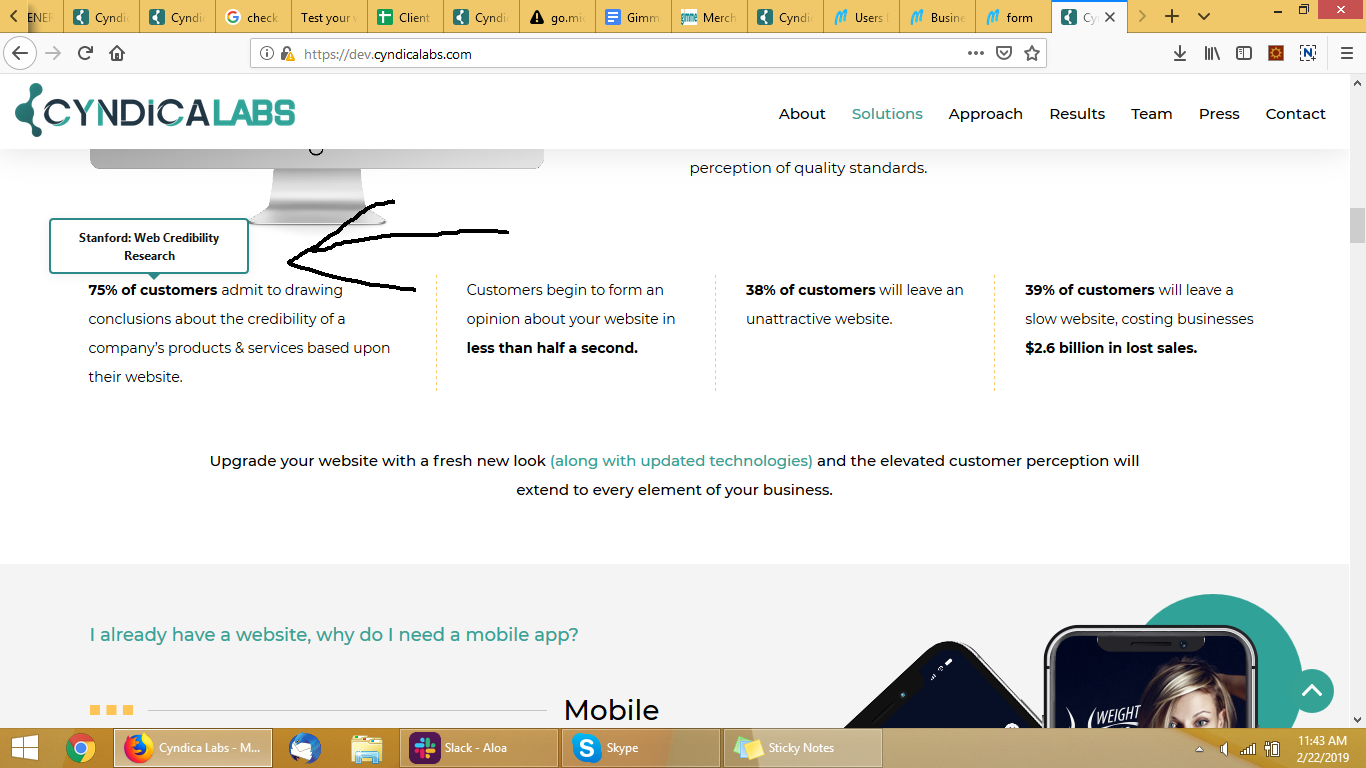 ENER
Cyndic
Cyndic
check
Test your
Client
Cyndic
go.mic
Gimm
Merch
Cyndic
Users
Busine
form
Cy
https://dev.cyndicalabs.com
CYNDICALABS
About
Solutions
Approach
Results
Team
Press
Contact
perception of quality standards.
Stanford: Web Credibility
Research
75% of customers admit to drawing
conclusions about the credibility of a
company's products & services based upon
their website.
Customers begin to form an
opinion about your website in
less than half a second.
38% of customers will leave an
unattractive website.
39% of customers will leave a
slow website, costing businesses
$2.6 billion in lost sales.
Upgrade your website with a fresh new look (along with updated technologies) and the elevated customer perception will
extend to every element of your business.
I already have a website, why do I need a mobile app?
Mobile
WEIGHT
Cyndica Labs - M...
Slack - Aloa
Skype
Sticky Notes
11:43 AM
2/22/2019